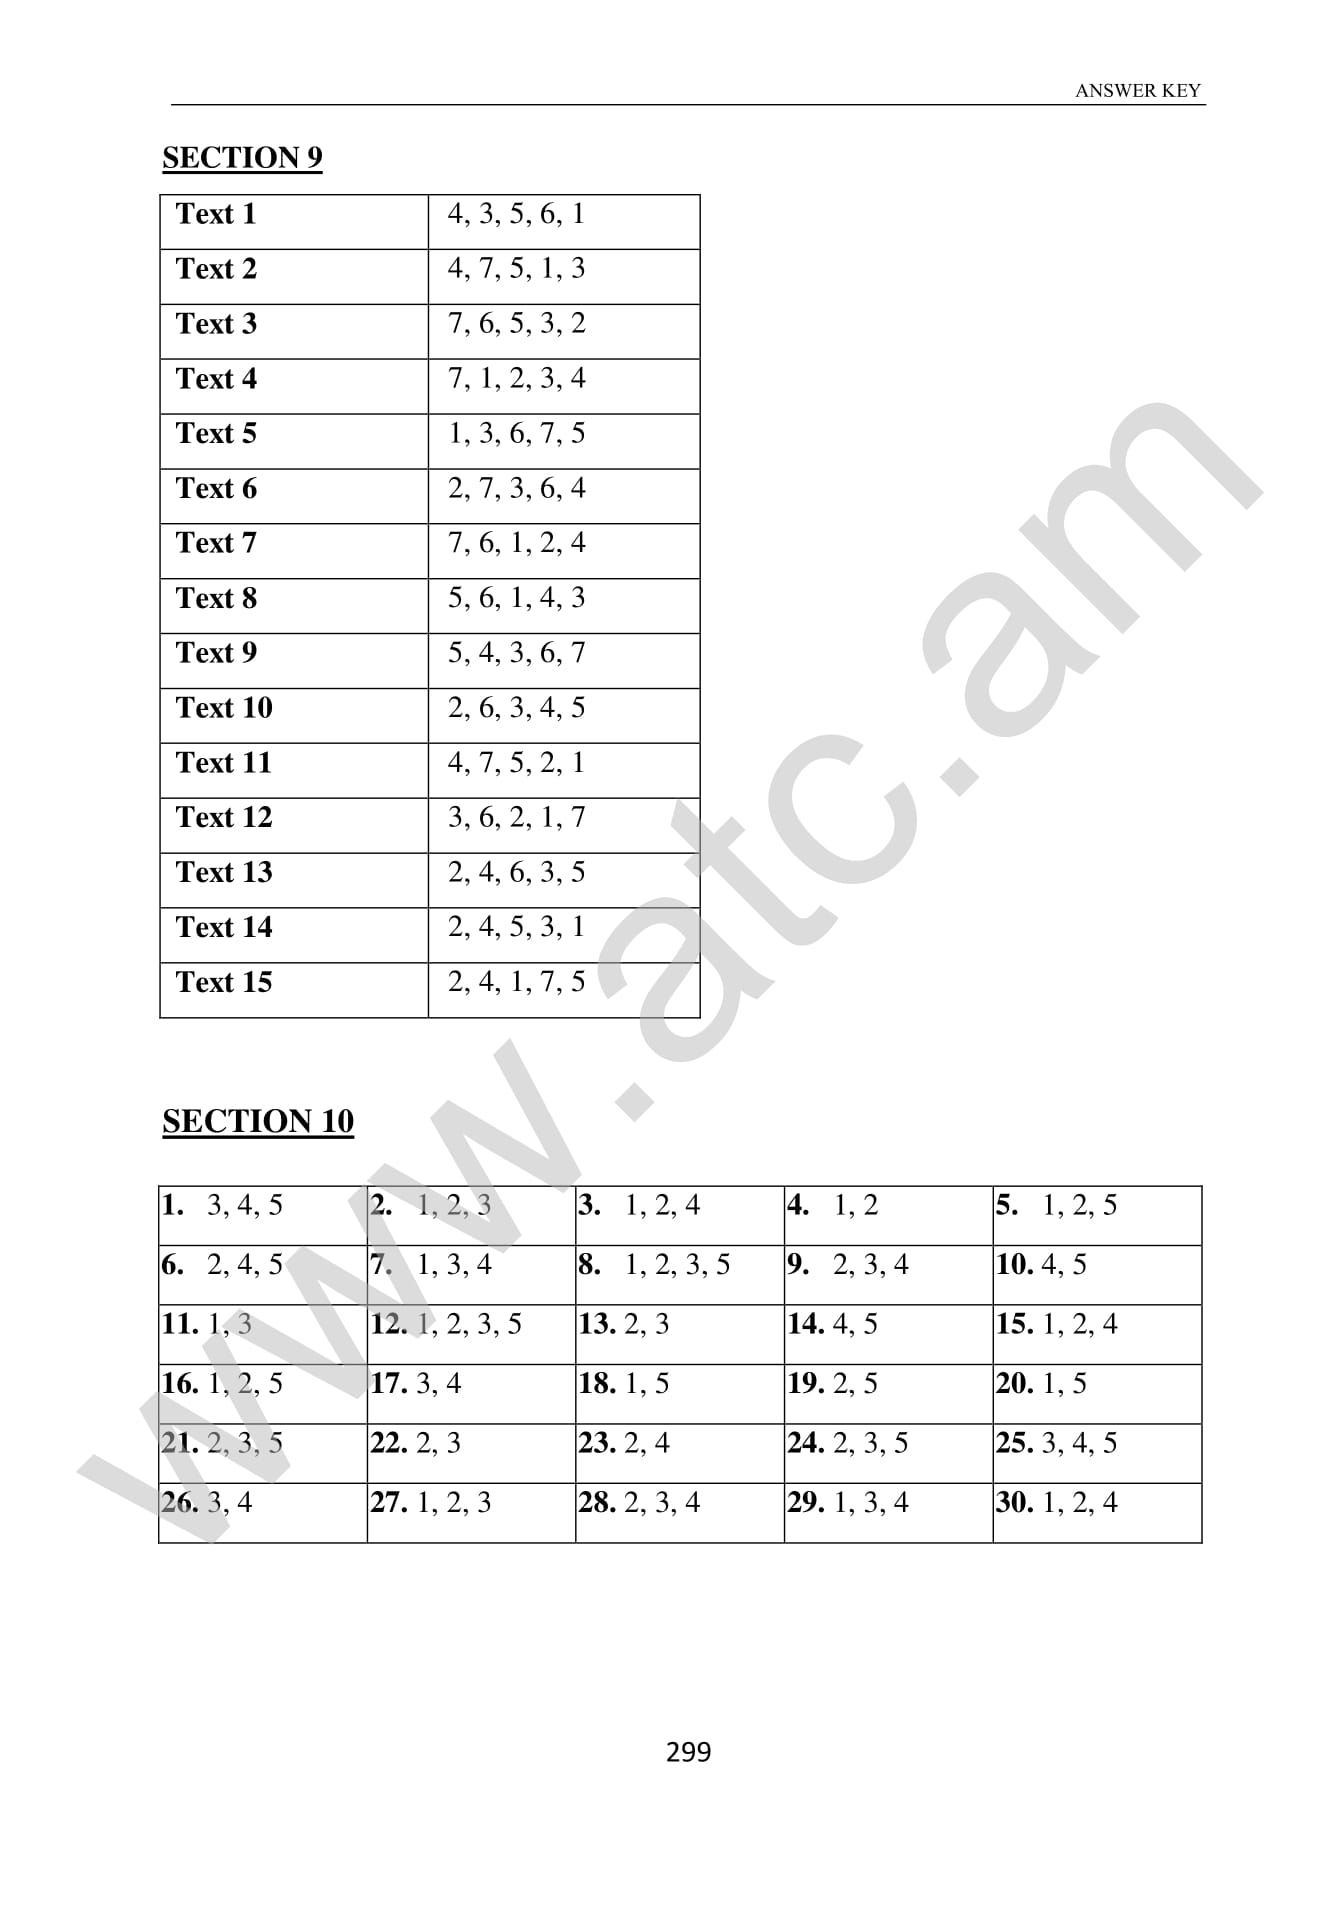 ANSWER KEY
SECTION 9
Text 1 4, 3, 5, 6, 1
Text 2 4, 7, 5, 1, 3
Text 3 7, 6, 5, 3, 2
Text 4 7, 1, 2, 3, 4
Text 5 1, 3, 6, 7, 5
Text 6 2, 7, 3, 6, 4
Text 7 7, 6, 1, 2, 4
Text 8 5, 6, 1, 4, 3
Text 9 5, 4, 3, 6, 7
Text 10 2, 6, 3, 4, 5
Text 11 4, 7, 5, 2, 1
Text 12 3, 6, 2, 1, 7
Text 13 2, 4, 6, 3, 5
Text 14 2, 4, 5, 3, 1
Text 15 2, 4, 1, 7, 5
SECTION 10
1. 3, 4, 5 2. 1, 2, 3 3. 1, 2, 4 4. 1, 2 5. 1, 2, 5
6. 2, 4, 5 7. 1, 3, 4 8. 1, 2, 3, 5 9. 2, 3, 4 10. 4, 5
11. 1, 3 12. 1, 2, 3, 5 13. 2, 3 14. 4, 5 15. 1, 2, 4
16. 1, 2, 5 17. 3, 4 18. 1, 5 19. 2, 5 20. 1, 5
21. 2, 3, 5 22. 2, 3 23. 2, 4 24. 2, 3, 5 25. 3, 4, 5
26. 3, 4 27. 1, 2, 3 28. 2, 3, 4 29. 1, 3, 4 30. 1, 2, 4
299
www.atc.am